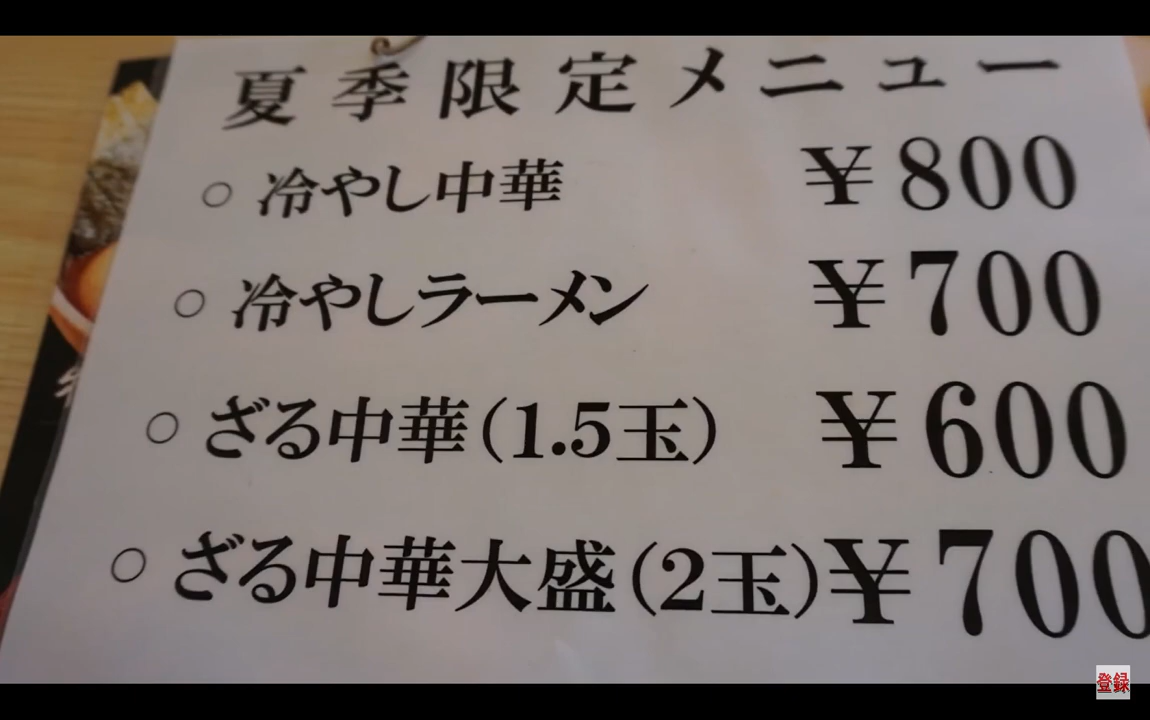 夏季限定メニュー
○ 冷やし中華 ￥800
○ 冷やしラーメン ￥700
○ ざる中華(1.5玉) ￥600
○ ざる中華大盛(2玉)￥700
登録